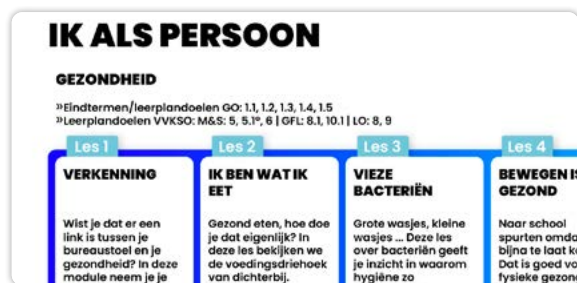 IK ALS PERSOON
GEZONDHEID
»Eindtermen/leerplandoelen GO: 1.1, 1.2, 1.3, 1.4, 1.5
»Leerplandoelen VVKSO: M&S: 5, 5.1°, 6 | GFL: 8.1, 10.1 | LO: 8, 9
Les 1
VERKENNING
Wist je dat er een
link is tussen je
bureaustoel en je
gezondheid? In deze
module neem je je
Les 2
IK BEN WAT IK
EET
Gezond eten, hoe doe
je dat eigenlijk? In
deze les bekijken we
de voedingsdriehoek
van dichterbij.
Les 3
VIEZE
BACTERIËN
Grote wasjes, kleine
wasjes ... Deze les
over bacteriën geeft
je inzicht in waarom
hygiëne zo
Les 4
BEWEGEN IS
GEZOND
Naar school
spurten omda
bijna te laat k
Dat is goed vo
fysieke gezon